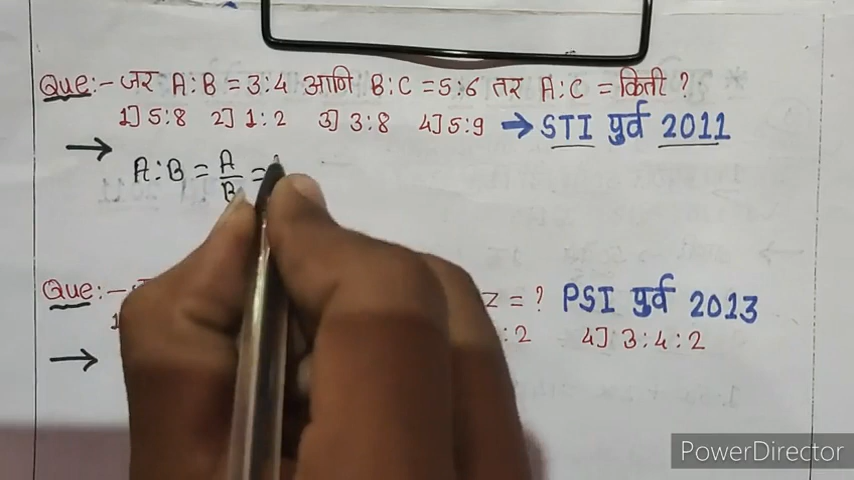 Que:- जर A:B = 3:4 आणि B:C = 5:6 तर A:C = किती ?
1] 5:8 2] 1:2 3] 3:8 4] 5:9 → STI पुर्व 2011
→ A:B = A/B =
Que:- z = ? PSI पुर्व 2013
:2 4] 3:4:2
→
PowerDirector